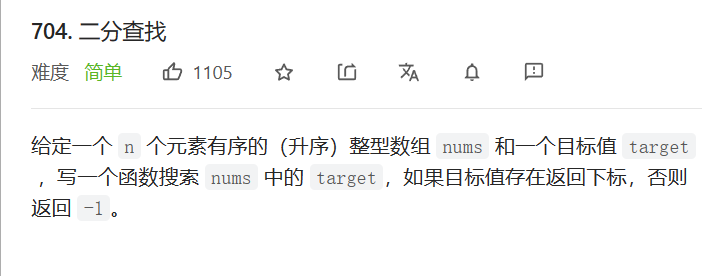 704. 二分查找
难度 简单 1105
给定一个 n 个元素有序的（升序）整型数组 nums 和一个目标值 target
，写一个函数搜索 nums 中的 target，如果目标值存在返回下标，否则
返回 -1。